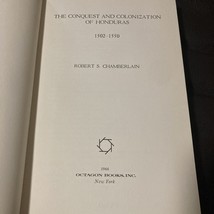 THE CONQUEST AND COLONIZATION
OF HONDURAS
1502-1550
ROBERT S. CHAMBERLAIN
1966
OCTAGON BOOKS, INC.
New York